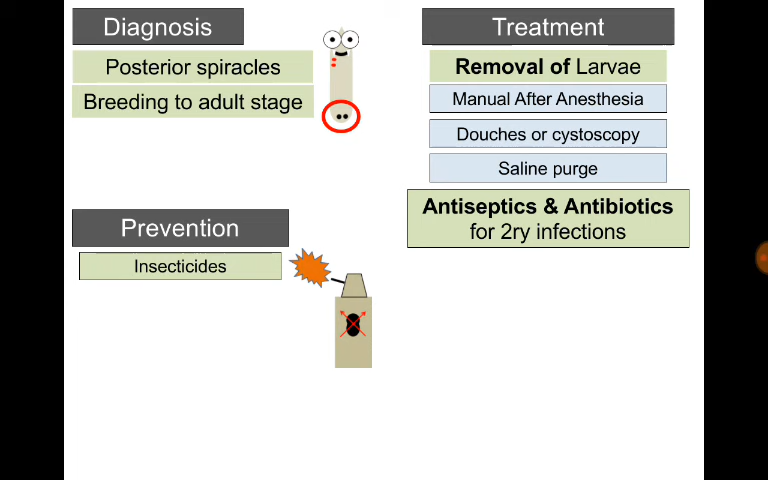 Diagnosis
Posterior spiracles
Breeding to adult stage
Prevention
Insecticides
Treatment
Removal of Larvae
Manual After Anesthesia
Douches or cystoscopy
Saline purge
Antiseptics & Antibiotics
for 2ry infections